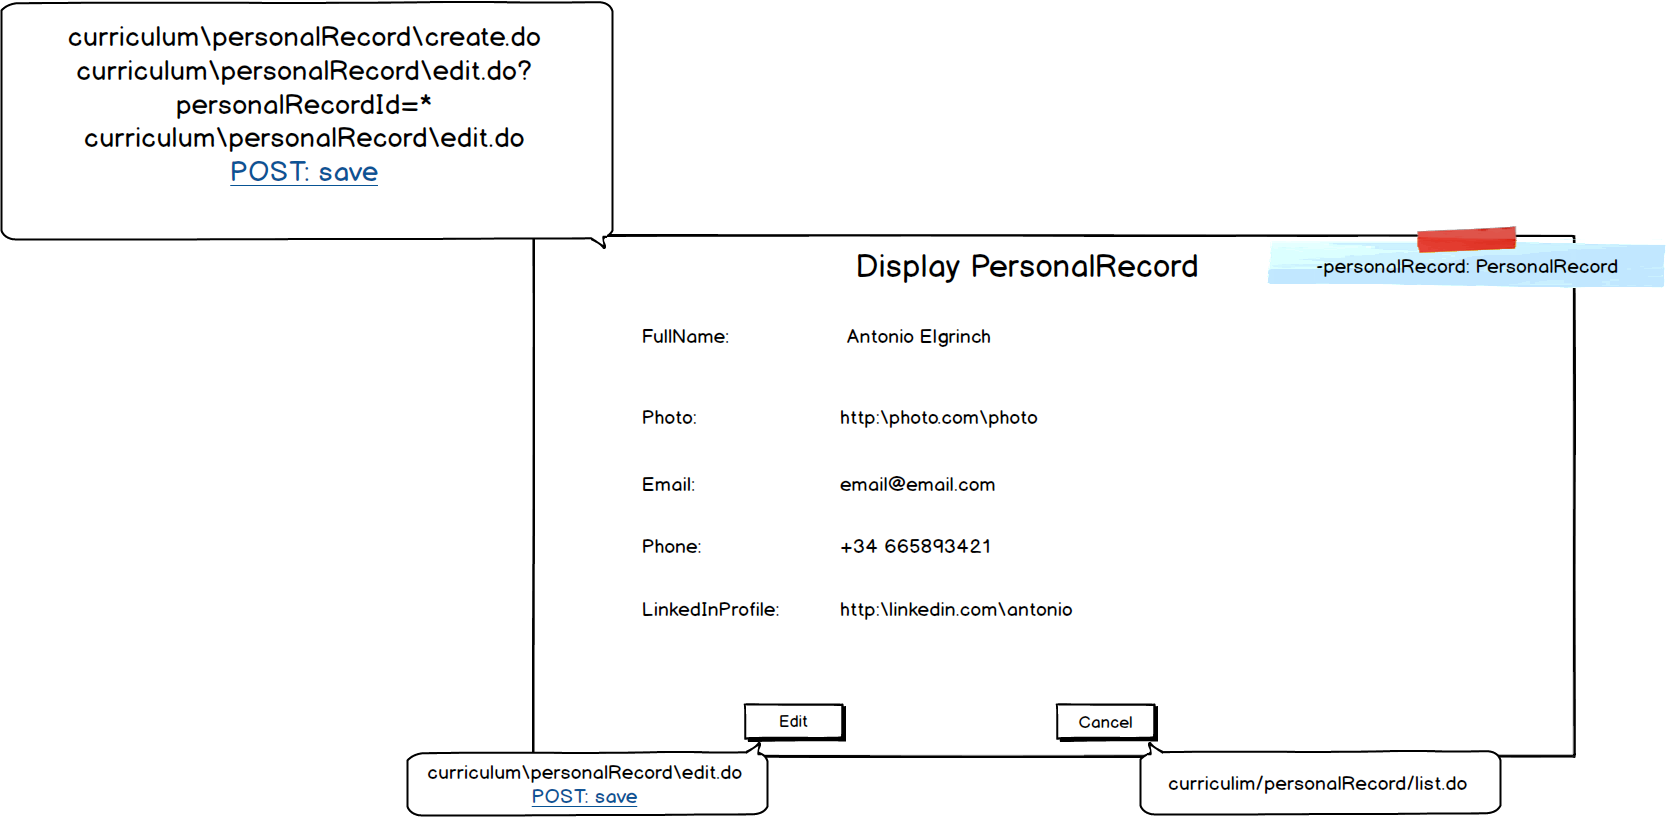 curriculum\personalRecord\create.do
curriculum\personalRecord\edit.do?
personalRecordId=*
curriculum\personalRecord\edit.do
POST: save
Display PersonalRecord
-personalRecord: PersonalRecord
FullName: Antonio Elgrinch
Photo: http:\photo.com\photo
Email: email@email.com
Phone: +34 665893421
LinkedInProfile: http:\linkedin.com\antonio
Edit
Cancel
curriculum\personalRecord\edit.do
POST: save
curriculim/personalRecord/list.do